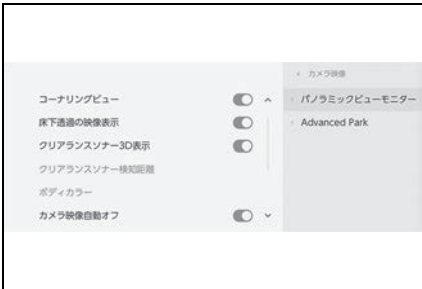 コーナリングビュー
床下透過の映像表示
クリアランスソナー3D表示
クリアランスソナー検知距離
ボディカラー
カメラ映像自動オフ
カメラ映像
パノラミックビューモニター
Advanced Park